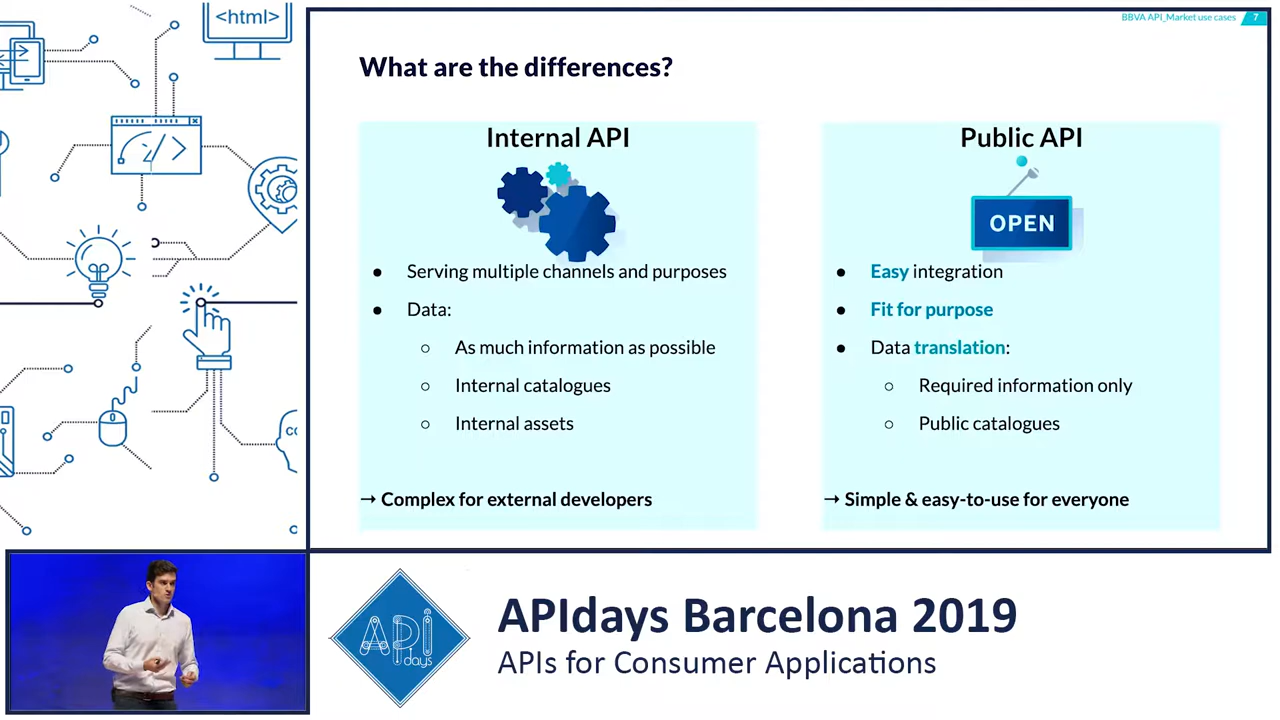 <html>
BBVA API_Market use cases 7
What are the differences?
Internal API
● Serving multiple channels and purposes
● Data:
○ As much information as possible
○ Internal catalogues
○ Internal assets
→ Complex for external developers
Public API
OPEN
● Easy integration
● Fit for purpose
● Data translation:
○ Required information only
○ Public catalogues
→ Simple & easy-to-use for everyone
API
days
APIdays Barcelona 2019
APIs for Consumer Applications